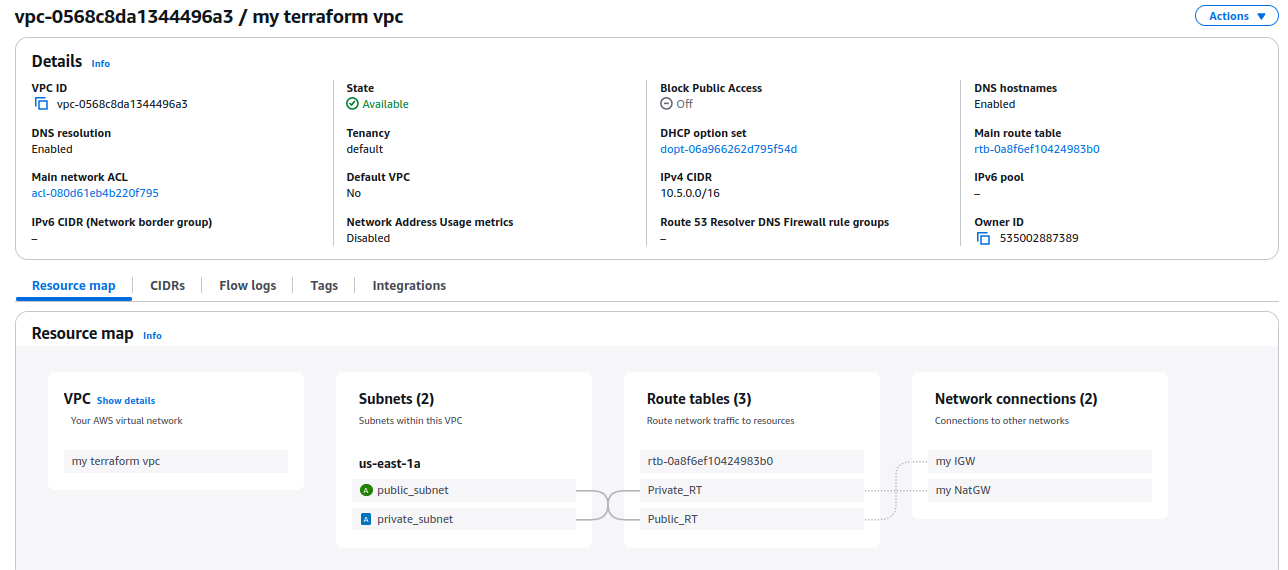 vpc-0568c8da1344496a3 / my terraform vpc
Actions
Details Info
VPC ID
vpc-0568c8da1344496a3
State
Available
Block Public Access
Off
DNS hostnames
Enabled
DNS resolution
Enabled
Tenancy
default
DHCP option set
dopt-06a966262d795f54d
Main route table
rtb-0a8f6ef10424983b0
Main network ACL
acl-080d61eb4b220f795
Default VPC
No
IPv4 CIDR
10.5.0.0/16
IPv6 pool
–
IPv6 CIDR (Network border group)
–
Network Address Usage metrics
Disabled
Route 53 Resolver DNS Firewall rule groups
–
Owner ID
535002887389
Resource map
CIDRs
Flow logs
Tags
Integrations
Resource map Info
VPC Show details
Your AWS virtual network
my terraform vpc
Subnets (2)
Subnets within this VPC
us-east-1a
A public_subnet
A private_subnet
Route tables (3)
Route network traffic to resources
rtb-0a8f6ef10424983b0
Private_RT
Public_RT
Network connections (2)
Connections to other networks
my IGW
my NatGW